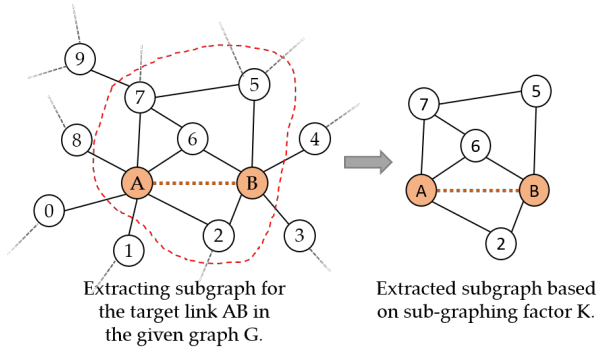 9
7
5
8
6
4
A
B
0
1
2
3
7
5
6
A
B
2
Extracting subgraph for
the target link AB in
the given graph G.
Extracted subgraph based
on sub-graphing factor K.